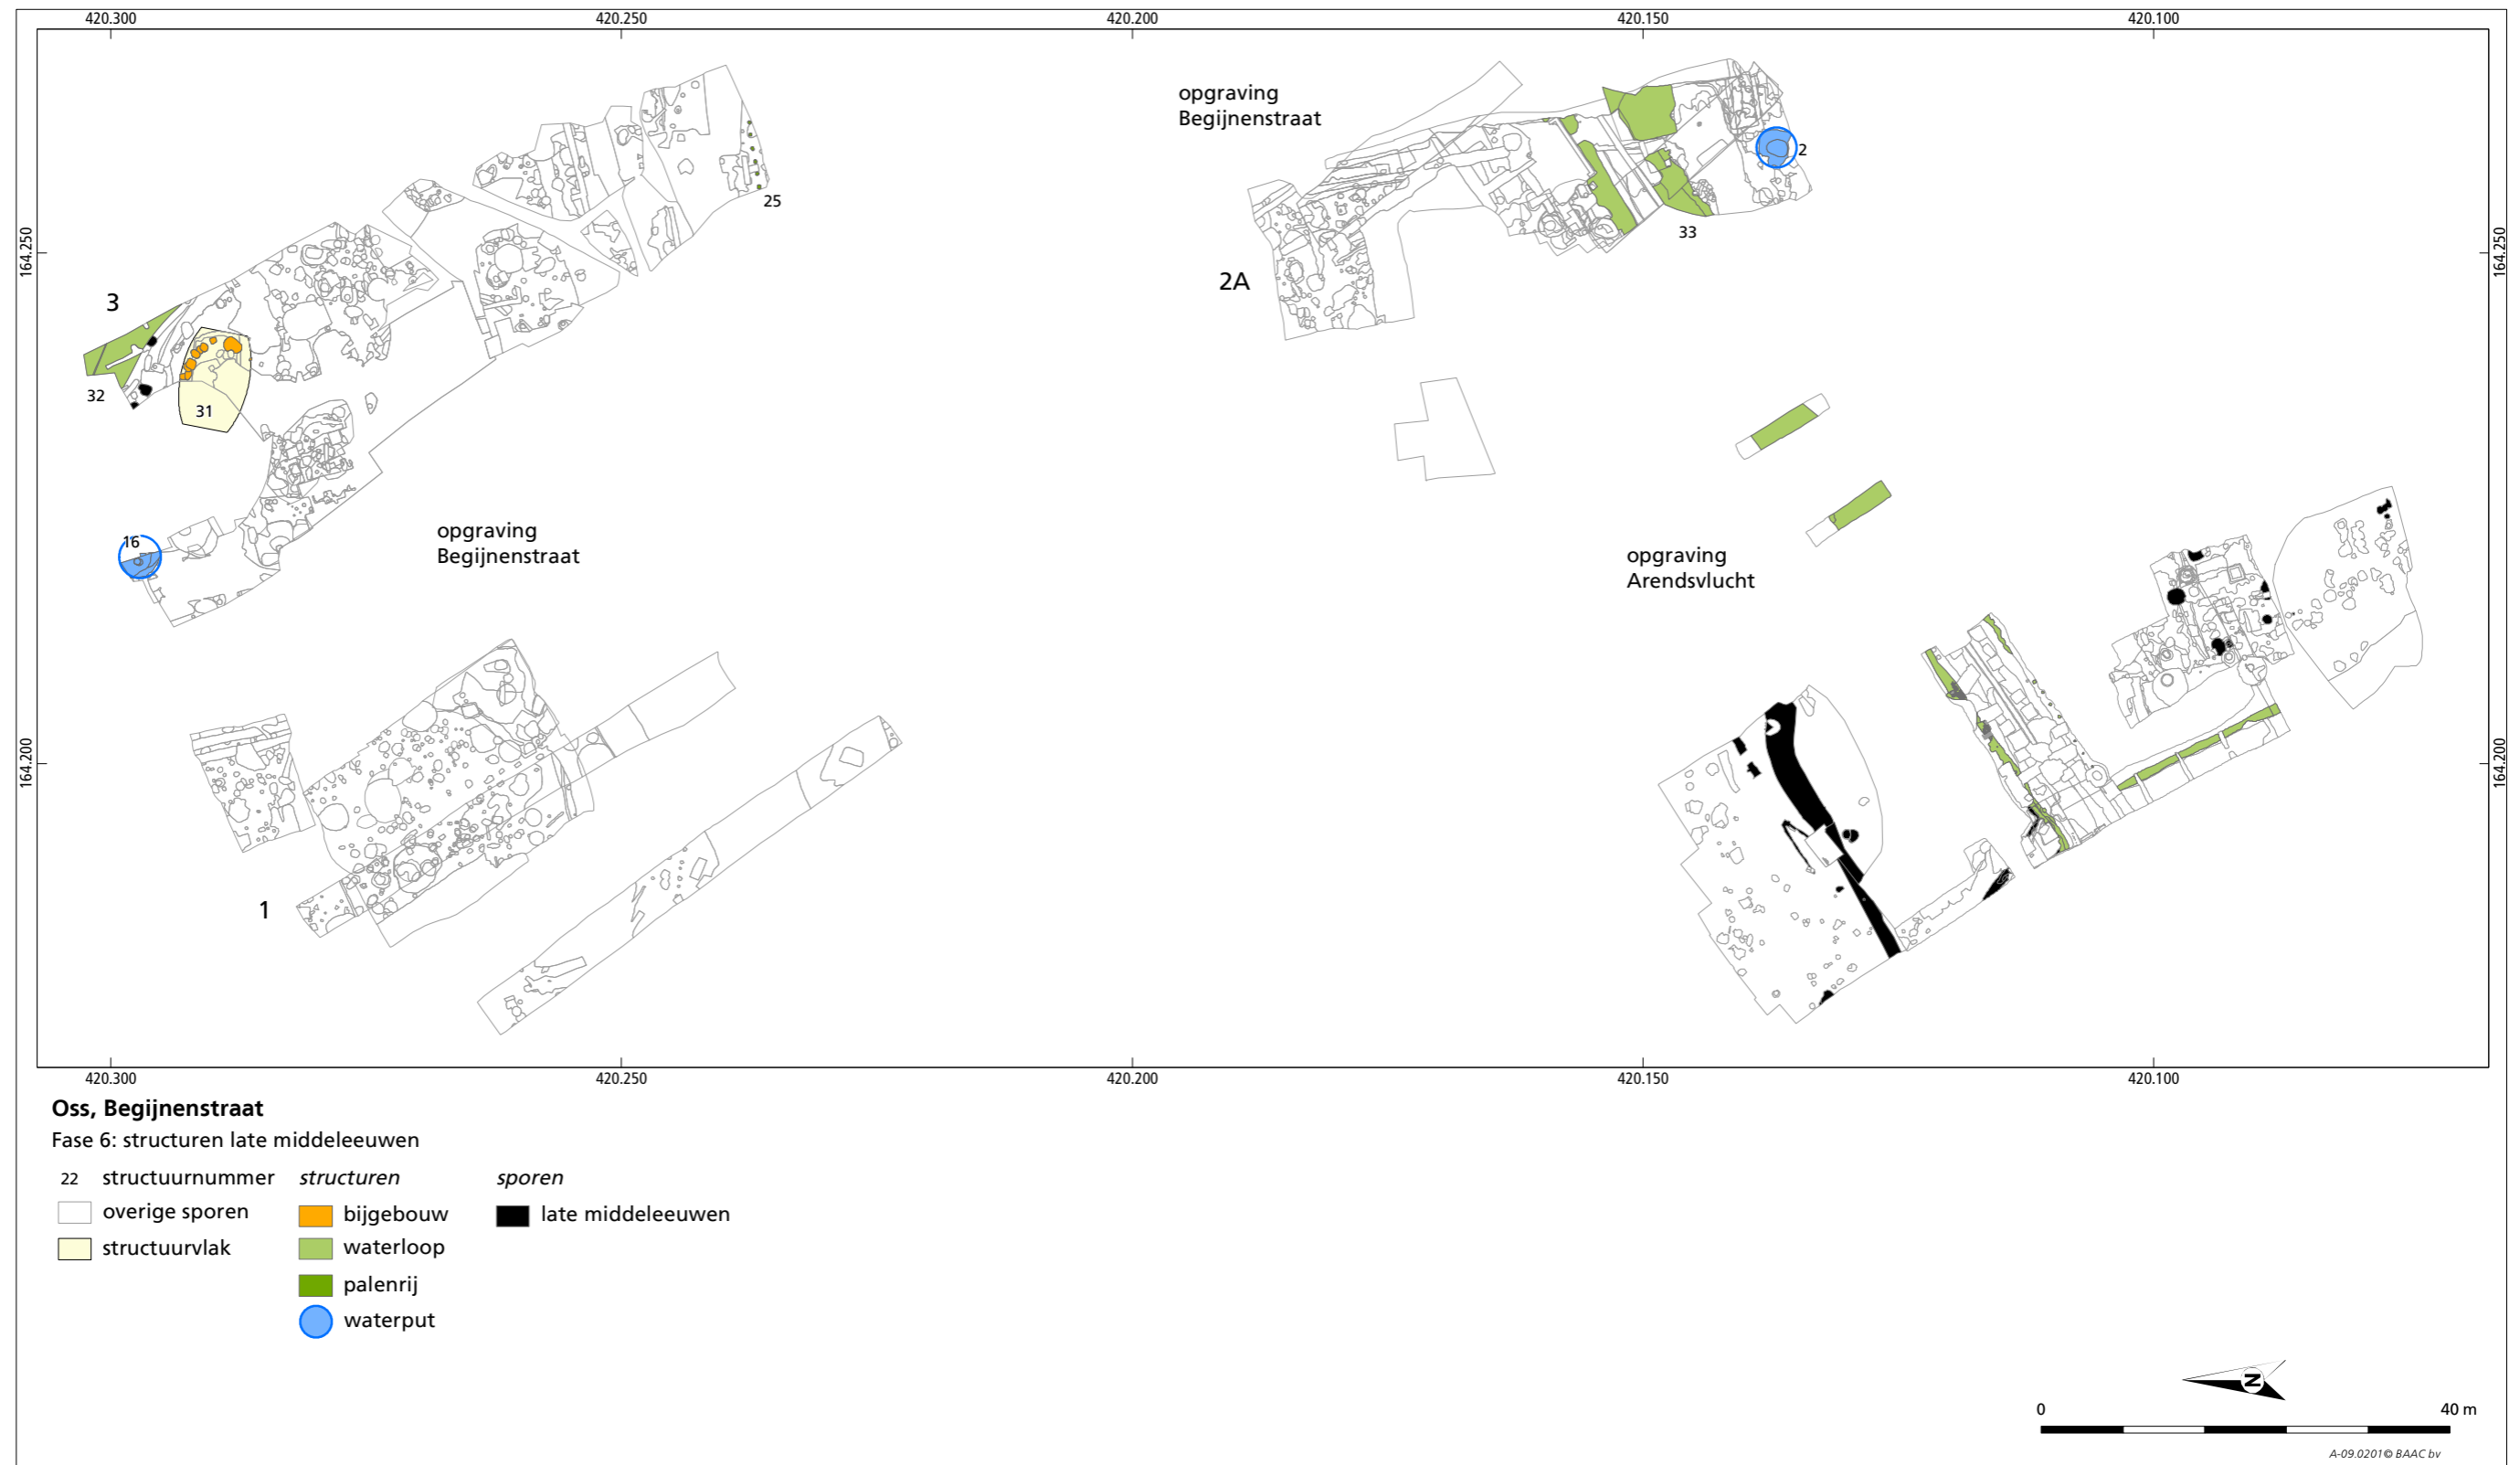 420.300 420.250 420.200 420.150 420.100
opgraving
Begijnenstraat
2
25
33
164.250
164.250
2A
3
32
31
16
opgraving
Begijnenstraat
opgraving
Arendsvlucht
164.200
164.200
1
420.300 420.250 420.200 420.150 420.100
Oss, Begijnenstraat
Fase 6: structuren late middeleeuwen
22 structuurnummer structuren sporen
overige sporen bijgebouw late middeleeuwen
structuurvlak waterloop
palenrij
waterput
N
0 40 m
A-09.0201© BAAC bv